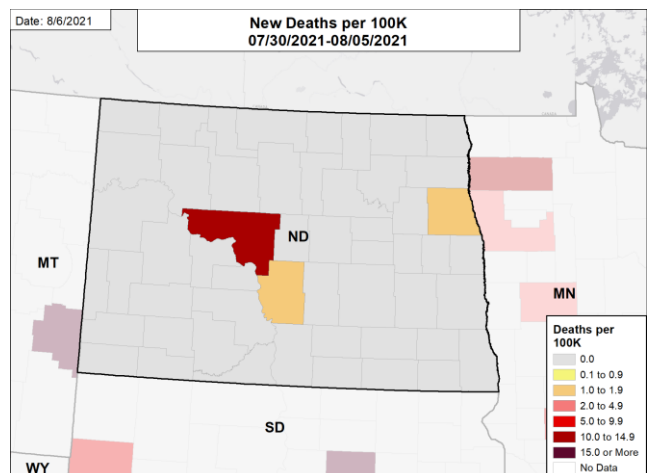 Date: 8/6/2021
New Deaths per 100K
07/30/2021-08/05/2021
ND
MT
MN
SD
WY
Deaths per
100K
0.0
0.1 to 0.9
1.0 to 1.9
2.0 to 4.9
5.0 to 9.9
10.0 to 14.9
15.0 or More
No Data